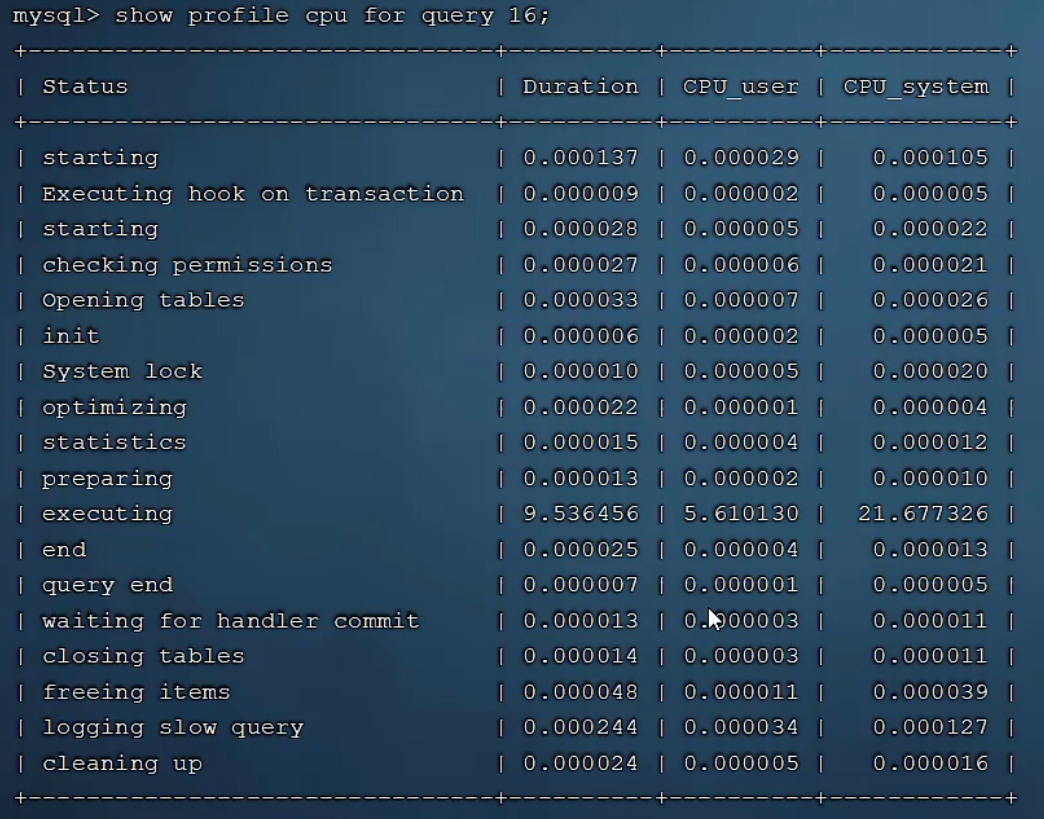 mysql> show profile cpu for query 16;
+--------------------------------+----------+----------+------------+
| Status                         | Duration | CPU_user | CPU_system |
+--------------------------------+----------+----------+------------+
| starting                       | 0.000137 | 0.000029 |   0.000105 |
| Executing hook on transaction  | 0.000009 | 0.000002 |   0.000005 |
| starting                       | 0.000028 | 0.000005 |   0.000022 |
| checking permissions           | 0.000027 | 0.000006 |   0.000021 |
| Opening tables                 | 0.000033 | 0.000007 |   0.000026 |
| init                           | 0.000006 | 0.000002 |   0.000005 |
| System lock                    | 0.000010 | 0.000005 |   0.000020 |
| optimizing                     | 0.000022 | 0.000001 |   0.000004 |
| statistics                     | 0.000015 | 0.000004 |   0.000012 |
| preparing                      | 0.000013 | 0.000002 |   0.000010 |
| executing                      | 9.536456 | 5.610130 |  21.677326 |
| end                            | 0.000025 | 0.000004 |   0.000013 |
| query end                      | 0.000007 | 0.000001 |   0.000005 |
| waiting for handler commit     | 0.000013 | 0.000003 |   0.000011 |
| closing tables                 | 0.000014 | 0.000003 |   0.000011 |
| freeing items                  | 0.000048 | 0.000011 |   0.000039 |
| logging slow query             | 0.000244 | 0.000034 |   0.000127 |
| cleaning up                    | 0.000024 | 0.000005 |   0.000016 |
+--------------------------------+----------+----------+------------+